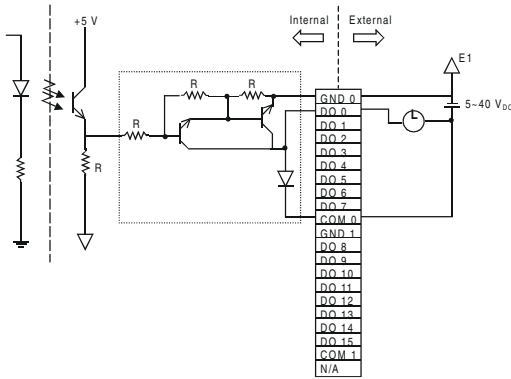 +5 V
Internal
External
E1
R
R
GND 0
5~40 VDC
DO 0
L
DO 1
R
DO 2
DO 3
R
DO 4
DO 5
DO 6
DO 7
COM 0
GND 1
DO 8
DO 9
DO 10
DO 11
DO 12
DO 13
DO 14
DO 15
COM 1
N/A